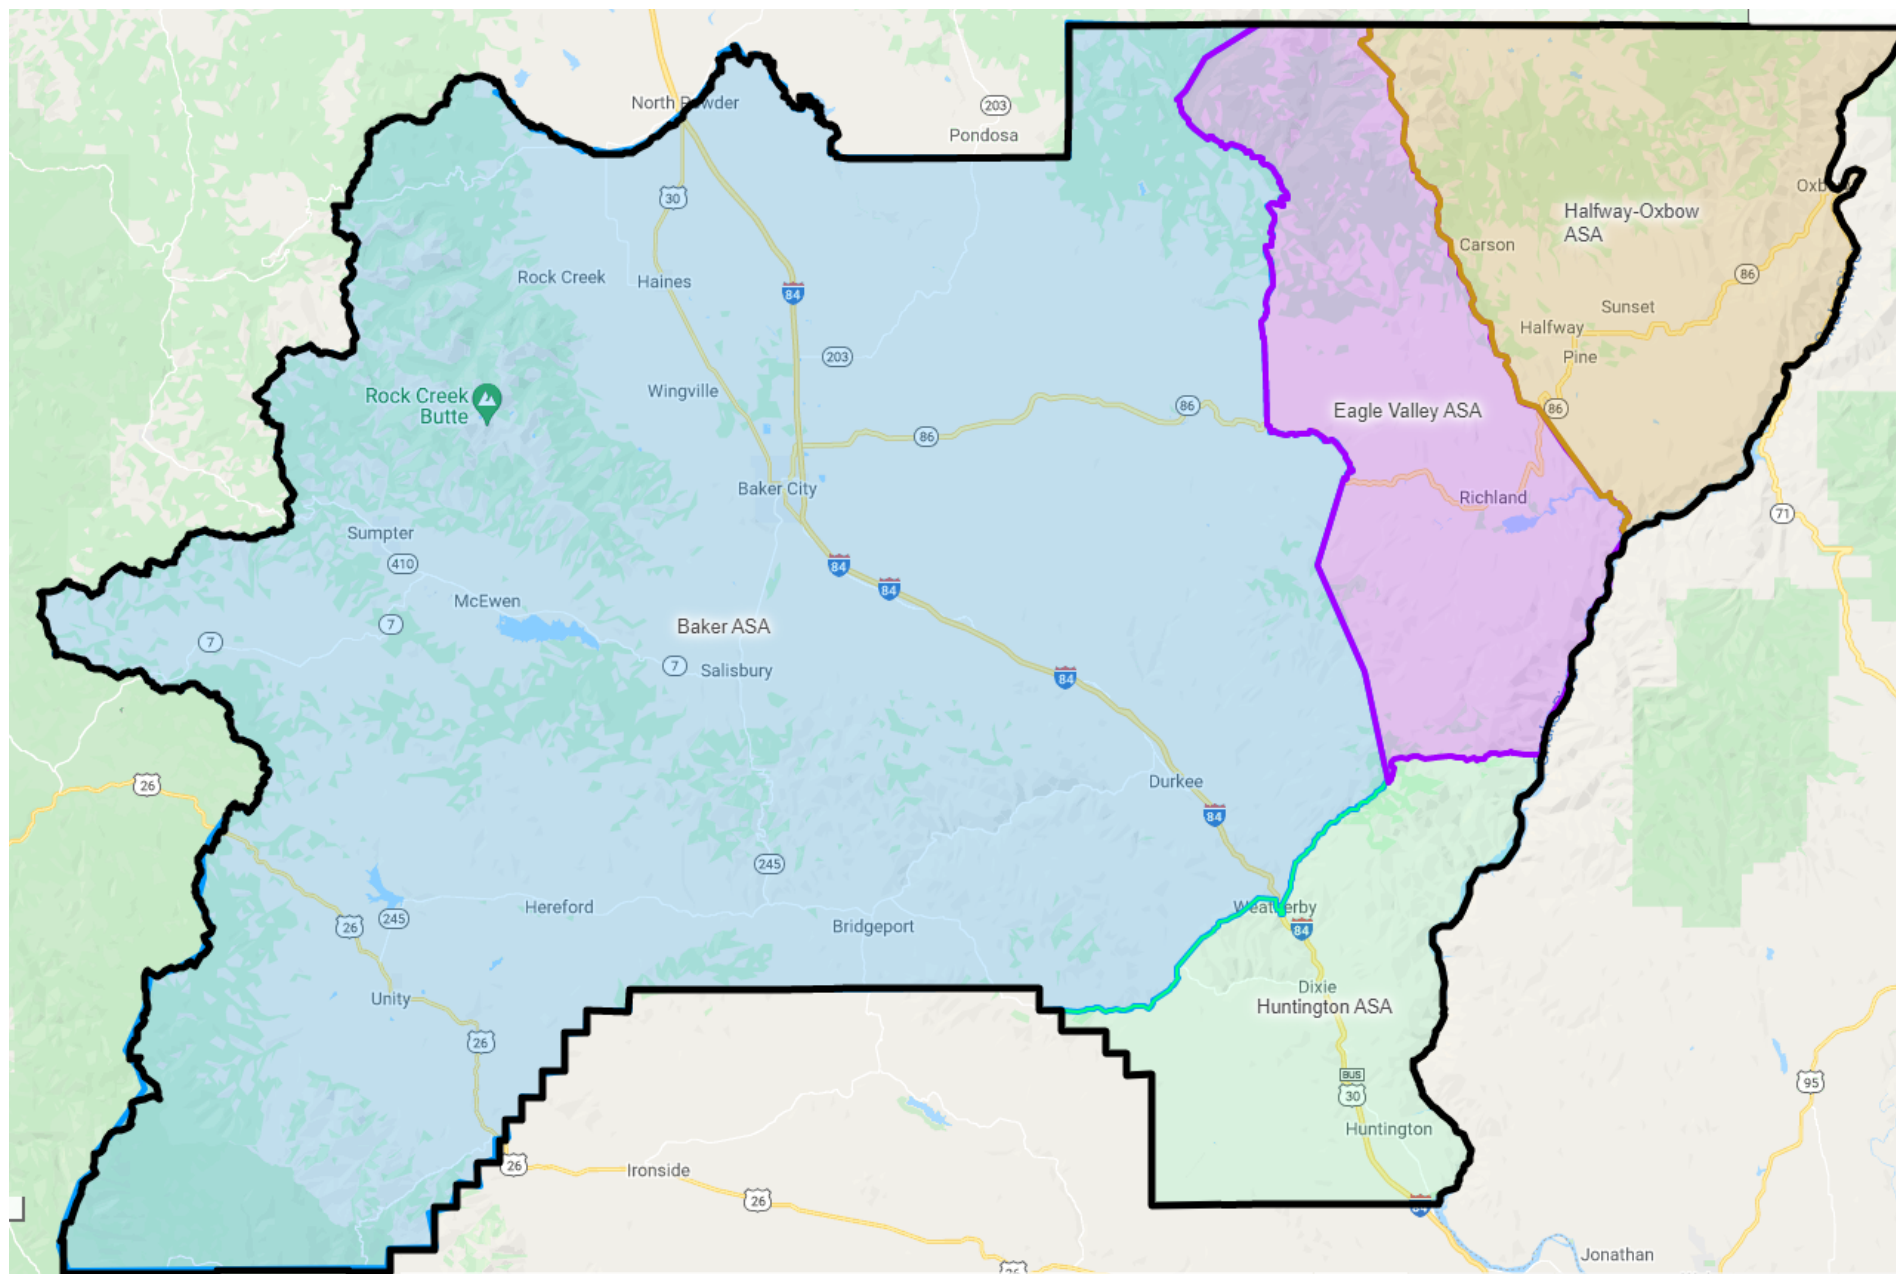 North Powder
203
Pondosa
30
Oxbow
Halfway-Oxbow
ASA
Carson
Rock Creek
Haines
84
86
Sunset
Halfway
Pine
203
Rock Creek
Butte
Wingville
86
86
86
Eagle Valley ASA
Baker City
Richland
71
Sumpter
410
84
84
McEwen
7
Baker ASA
7
7
Salisbury
84
26
Durkee
84
245
Hereford
Weatherby
245
26
Bridgeport
84
Unity
Dixie
Huntington ASA
26
BUS
30
95
Huntington
26
Ironside
26
84
Jonathan
26